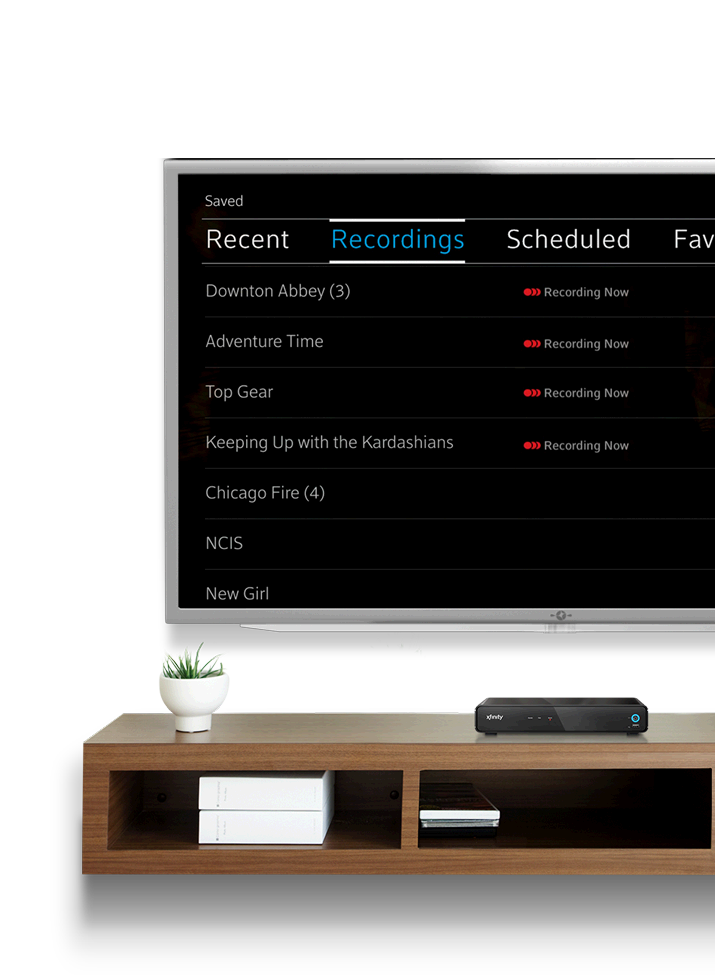 Saved
Recent Recordings Scheduled Fav
Downton Abbey (3) Recording Now
Adventure Time Recording Now
Top Gear Recording Now
Keeping Up with the Kardashians Recording Now
Chicago Fire (4)
NCIS
New Girl
xfinity